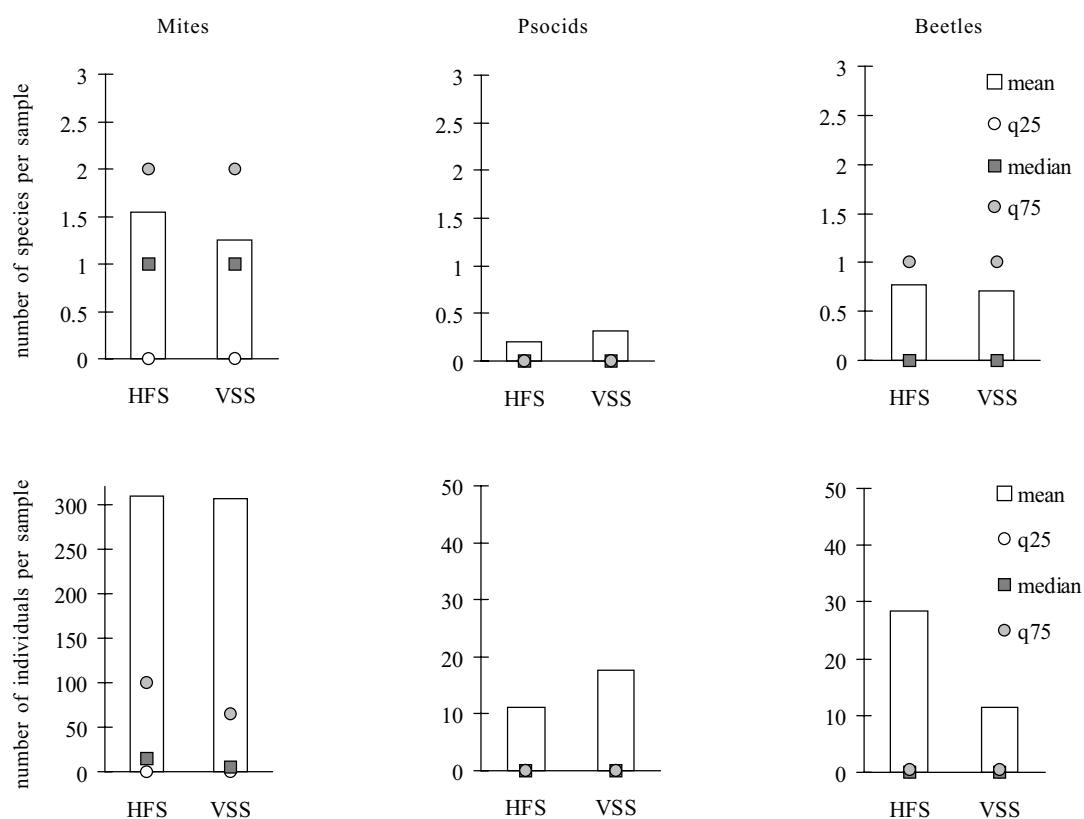 Mites
Psocids
Beetles
number of species per sample
3
2.5
2
1.5
1
0.5
0
HFS
VSS
3
2.5
2
1.5
1
0.5
0
HFS
VSS
3
2.5
2
1.5
1
0.5
0
HFS
VSS
mean
q25
median
q75
number of individuals per sample
300
250
200
150
100
50
0
HFS
VSS
50
40
30
20
10
0
HFS
VSS
50
40
30
20
10
0
HFS
VSS
mean
q25
median
q75